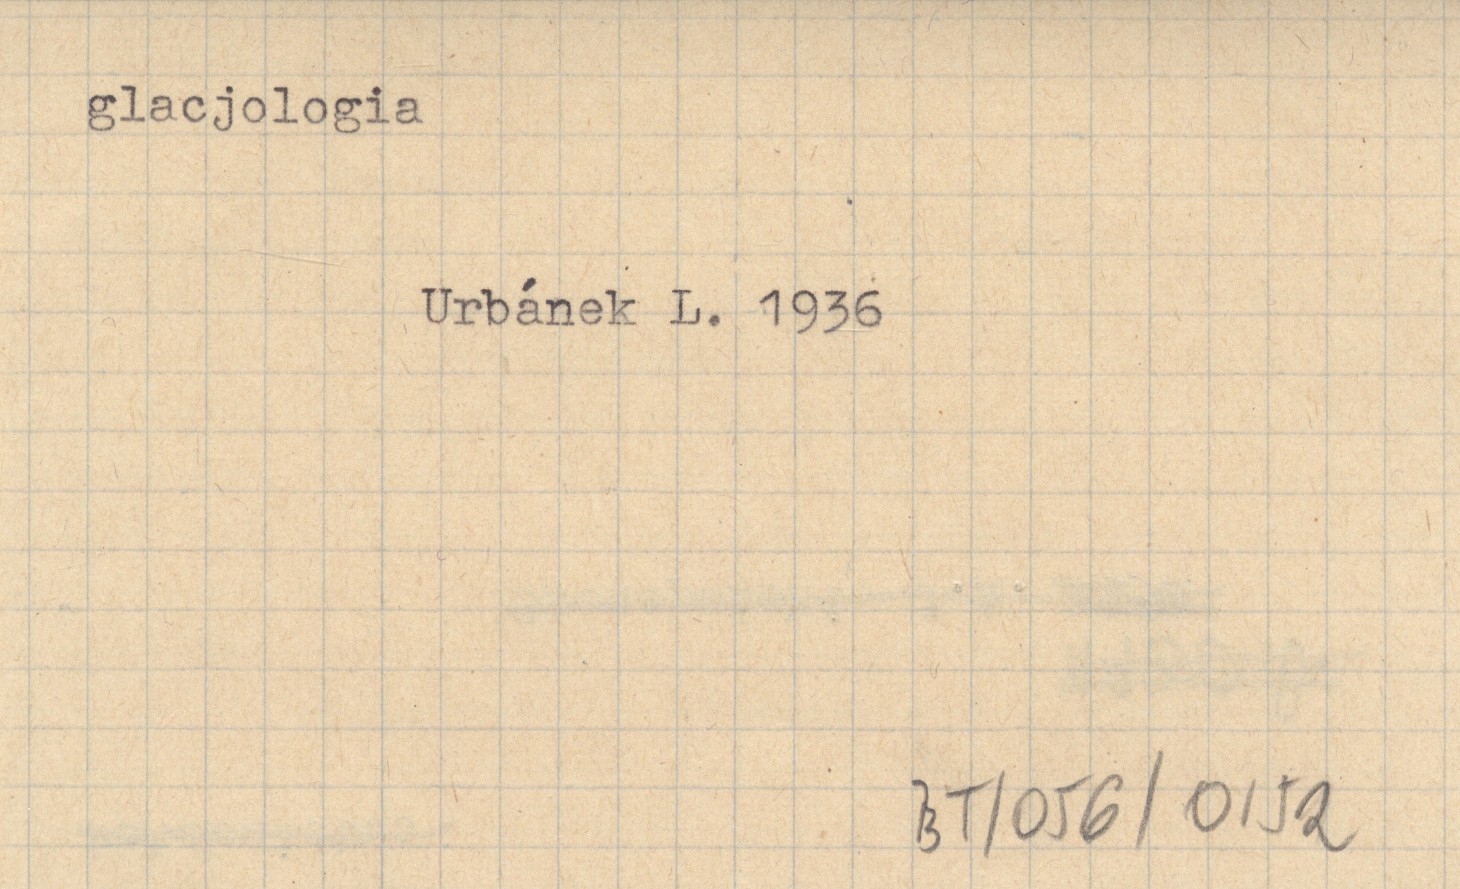 glacjologia
Urbánek L. 1936
BT/056/0152